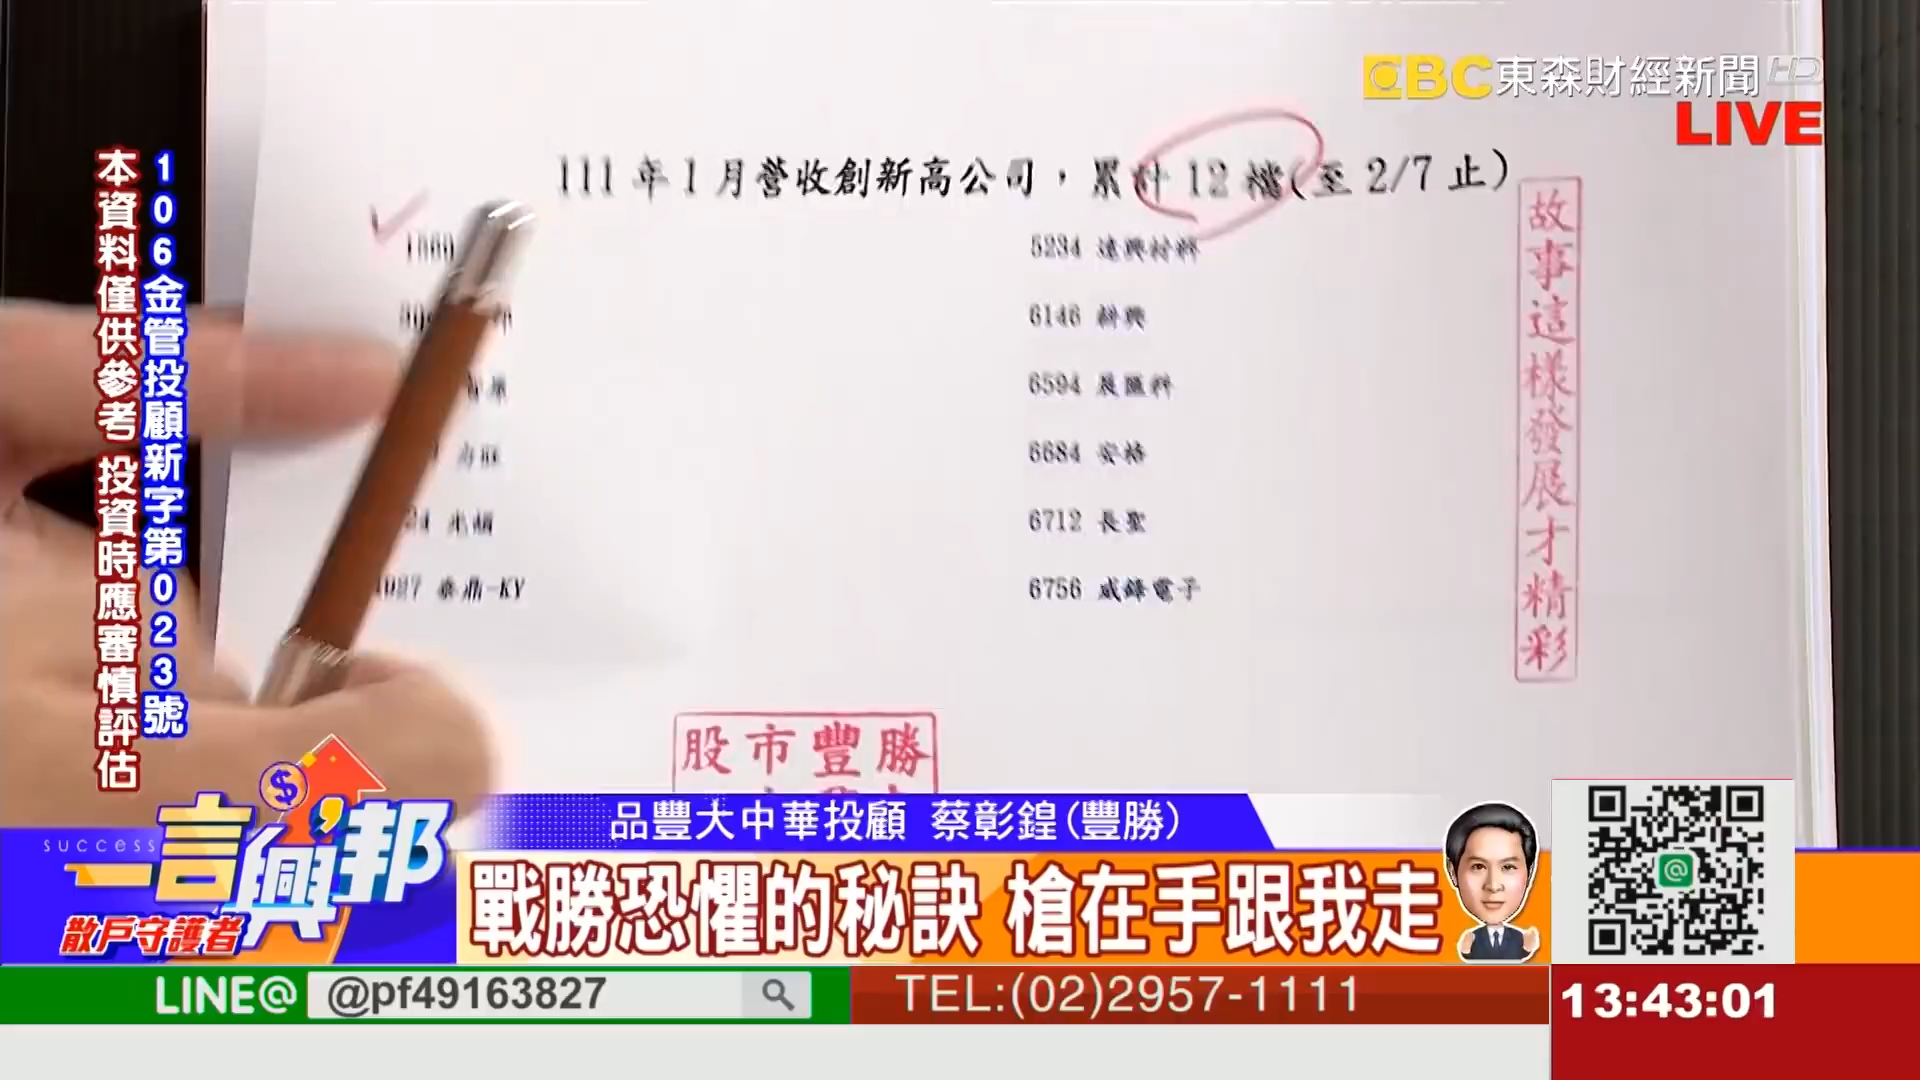 EBC東森財經新聞HD
LIVE
106金管投顧新字第023號
本資料僅供參考 投資時應審慎評估
111年1月營收創新高公司，累計12檔(至2/7止)
5234 達興材料
6146 耕興
6594 展匯科
6684 安格
6712 長聖
泰鼎-KY
6756 威鋒電子
故事這樣發展才精彩
股市豐勝
success
一言興邦
散戶守護者
品豐大中華投顧 蔡彰鍠(豐勝)
戰勝恐懼的秘訣 槍在手跟我走
LINE@ @pf49163827
TEL:(02)2957-1111
13:43:01